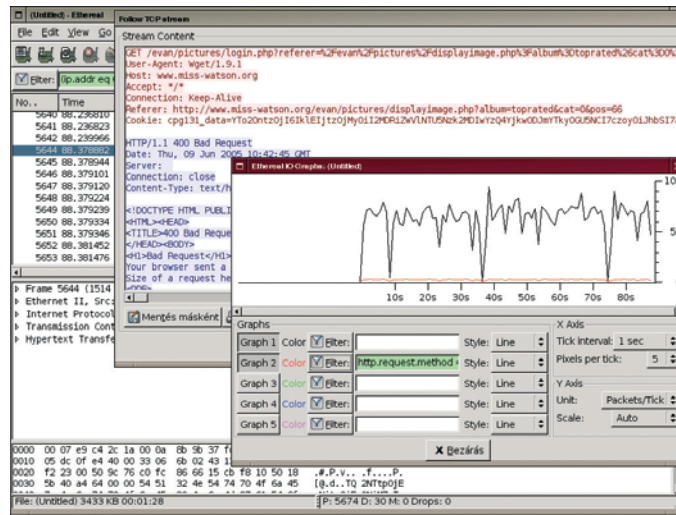 (Untitled) - Ethereal
File Edit View Go
Filter: (ip.addr eq
No. . Time
5640 88.236810
5641 88.236823
5642 88.239966
5644 88.378882
5645 88.378944
5646 88.379101
5647 88.379120
5648 88.379224
5649 88.379239
5650 88.379334
5651 88.379346
5652 88.381452
5653 88.381476
Frame 5644 (1514
Ethernet II, Src:
Internet Protocol
Transmission Cont
Hypertext Transfe
0000 00 07 e9 c4 2c 1a 00 0a 8b 9b 37
0010 05 dc 0f e4 40 00 33 06 6b 02 43
0020 f2 23 00 50 9c 76 c0 fc 86 66 15 cb f8 10 50 18 .#.P.v.. .f....P.
0030 5b 40 a4 64 00 00 54 51 32 4e 54 74 70 4f 6a 45 [@.d..TQ 2NTtpOjE
File: (Untitled) 3433 KB 00:01:28
P: 5674 D: 30 M: 0 Drops: 0
Follow TCP stream
Stream Content
GET /evan/pictures/login.php?referer=%2Fevan%2Fpictures%2Fdisplayimage.php%3Falbum%3Dtoprated%26cat%3D0%
User-Agent: Wget/1.9.1
Host: www.miss-watson.org
Accept: */*
Connection: Keep-Alive
Referer: http://www.miss-watson.org/evan/pictures/displayimage.php?album=toprated&cat=0&pos=66
HTTP/1.1 400 Bad Request
Date: Thu, 09 Jun 2005 10:42:45 GMT
Server:
Connection: close
Content-Type: text/h
<!DOCTYPE HTML PUBLI
<HTML><HEAD>
<TITLE>400 Bad Reque
</HEAD><BODY>
<H1>Bad Request</H1>
Your browser sent a
Size of a request he
Mentés másként
Ethereal IO-Graphs: (Untitled)
10s 20s 30s 40s 50s 60s 70s 80s
Graphs
Graph 1 Color Filter: Style: Line
Graph 2 Color Filter: http.request.method Style: Line
Graph 3 Color Filter: Style: Line
Graph 4 Color Filter: Style: Line
Graph 5 Color Filter: Style: Line
X Axis
Tick interval: 1 sec
Pixels per tick: 5
Y Axis
Unit: Packets/Tick
Scale: Auto
Bezárás